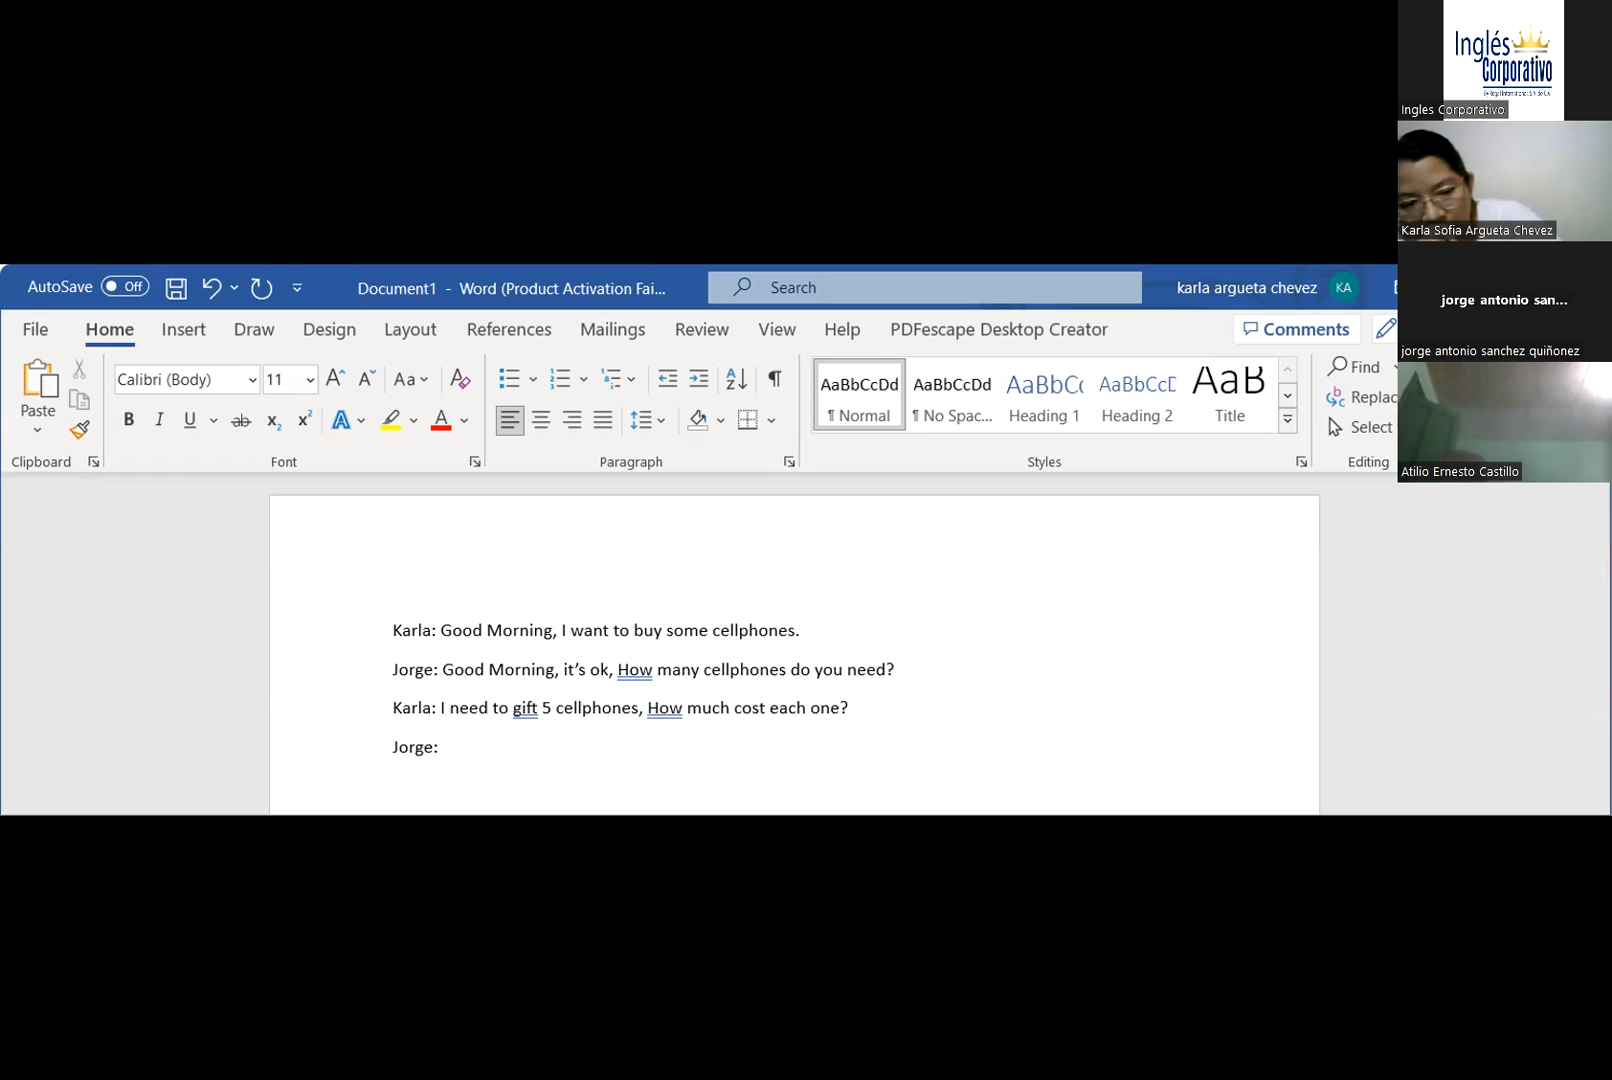 Inglés
Corporativo
Ingles Corporativo
Karla Sofia Argueta Chevez
jorge antonio san...
jorge antonio sanchez quiñonez
Atilio Ernesto Castillo
AutoSave Off
Document1 - Word (Product Activation Fai...
Search
karla argueta chevez KA
File Home Insert Draw Design Layout References Mailings Review View Help PDFescape Desktop Creator Comments
Paste
Calibri (Body) 11
Aa
B I U ab x2 x2 A A
AaBbCcDd AaBbCcDd AaBbCc AaBbCcD AaB
¶ Normal ¶ No Spac... Heading 1 Heading 2 Title
Find
Replac
Select
Clipboard Font Paragraph Styles Editing
Karla: Good Morning, I want to buy some cellphones.
Jorge: Good Morning, it’s ok, How many cellphones do you need?
Karla: I need to gift 5 cellphones, How much cost each one?
Jorge: